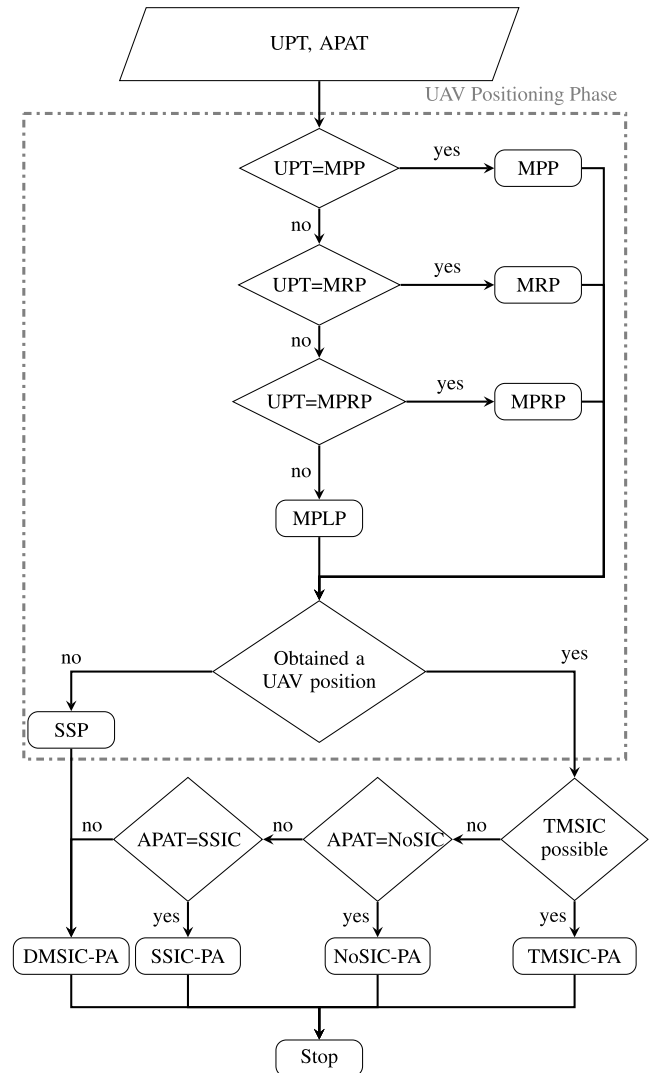 UPT, APAT
UAV Positioning Phase
UPT=MPP
yes
MPP
no
UPT=MRP
yes
MRP
no
UPT=MPRP
yes
MPRP
no
MPLP
Obtained a
UAV position
no
yes
SSP
no
APAT=SSIC
no
APAT=NoSIC
no
TMSIC
possible
yes
yes
yes
DMSIC-PA
SSIC-PA
NoSIC-PA
TMSIC-PA
Stop